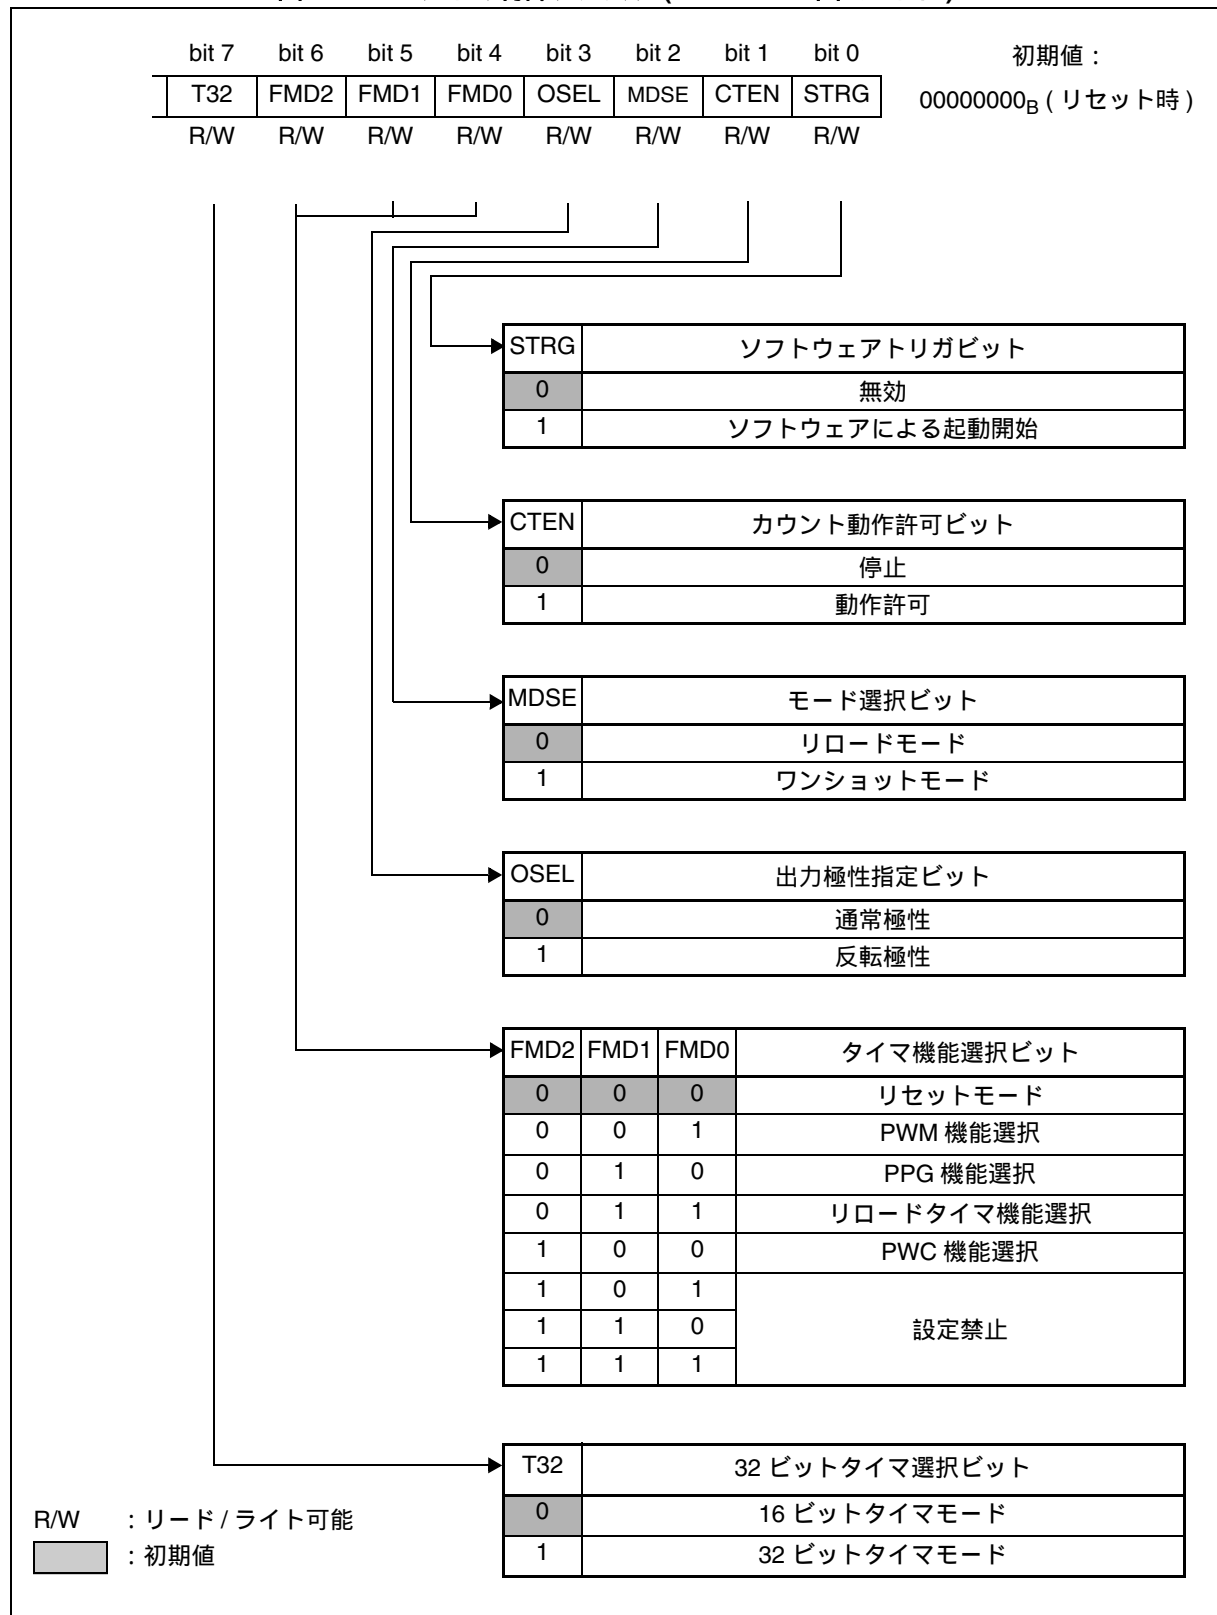 bit 7 bit 6 bit 5 bit 4 bit 3 bit 2 bit 1 bit 0 初期値：
T32 FMD2 FMD1 FMD0 OSEL MDSE CTEN STRG 00000000B ( リセット時 )
R/W R/W R/W R/W R/W R/W R/W R/W
STRG ソフトウェアトリガビット
0 無効
1 ソフトウェアによる起動開始
CTEN カウント動作許可ビット
0 停止
1 動作許可
MDSE モード選択ビット
0 リロードモード
1 ワンショットモード
OSEL 出力極性指定ビット
0 通常極性
1 反転極性
FMD2 FMD1 FMD0 タイマ機能選択ビット
0 0 0 リセットモード
0 0 1 PWM 機能選択
0 1 0 PPG 機能選択
0 1 1 リロードタイマ機能選択
1 0 0 PWC 機能選択
1 0 1
1 1 0 設定禁止
1 1 1
T32 32 ビットタイマ選択ビット
0 16 ビットタイマモード
1 32 ビットタイマモード
R/W ：リード / ライト可能
：初期値